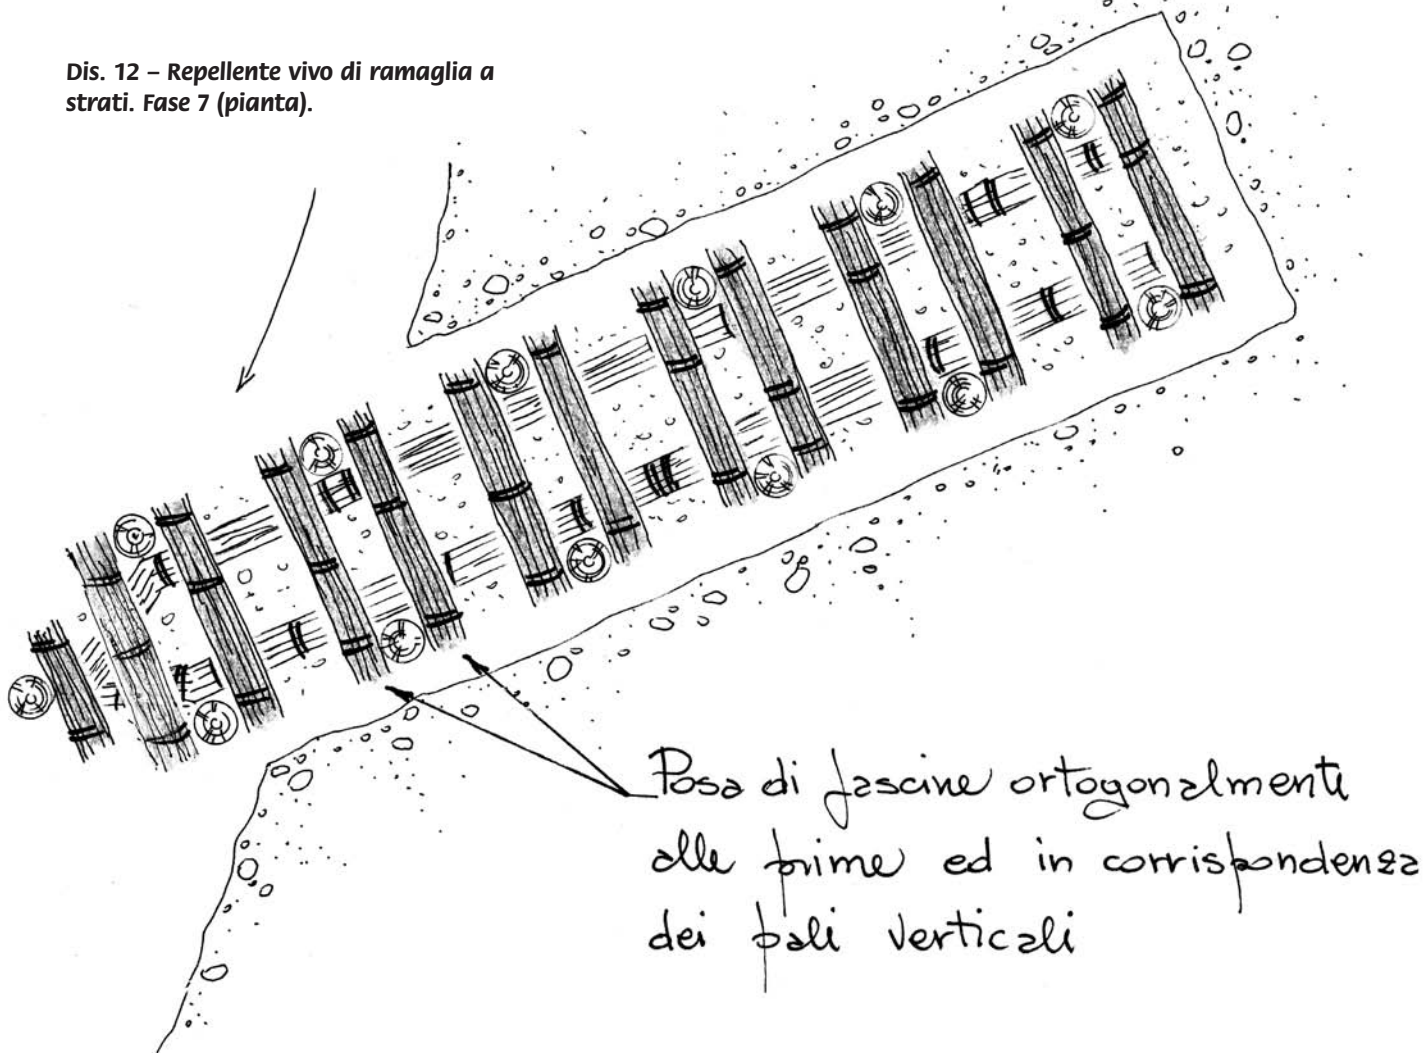 Dis. 12 – Repellente vivo di ramaglia a
strati. Fase 7 (pianta).
Posa di fascine ortogonalmente
alle prime ed in corrispondenza
dei pali verticali